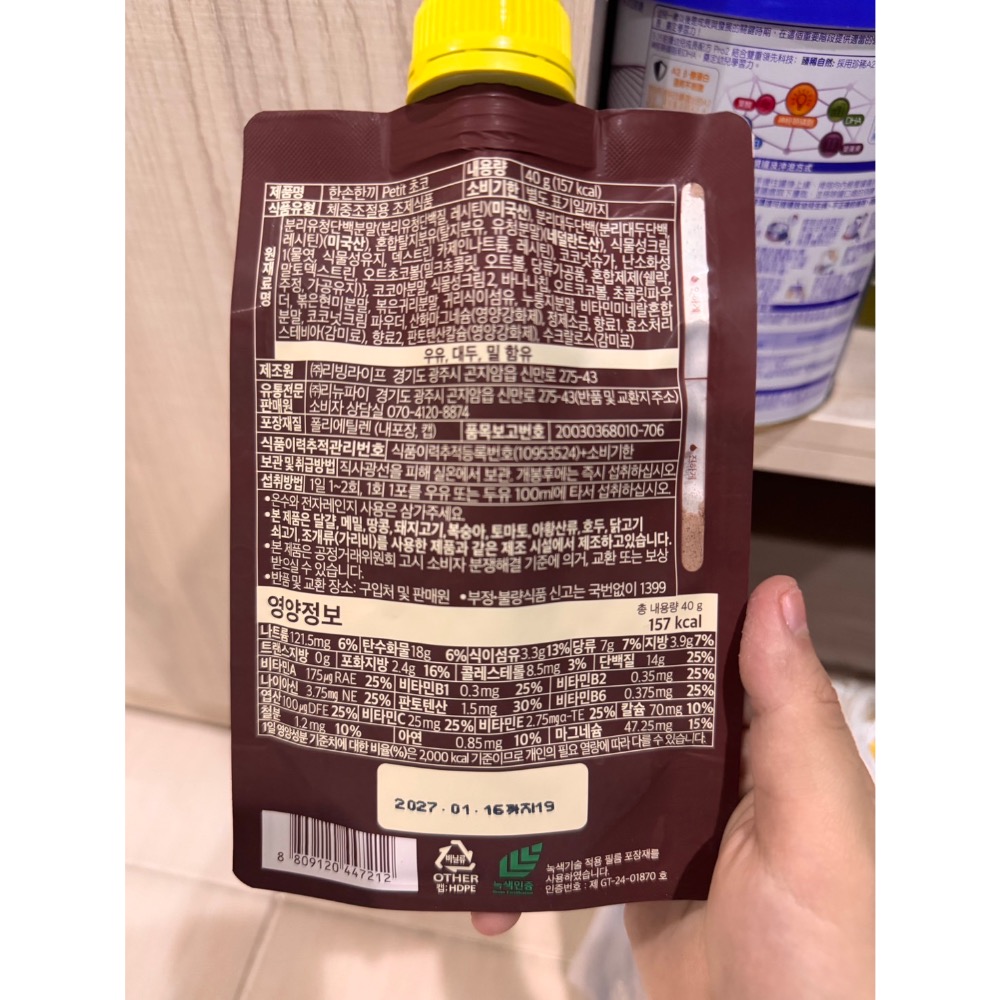 제품명 한손한끼 Petit 초코 내용량 40 g (157 kcal)
식품유형 체중조절용 조제식품 소비기한 별도 표기일까지
원재료명
분리유청단백분말(분리유청단백질, 레시틴)(미국산), 분리대두단백(분리대두단백,
레시틴)(미국산), 혼합탈지분유(탈지분유, 유청분말)(네덜란드산), 식물성크림
1(물엿, 식물성유지, 덱스트린, 카제인나트륨, 레시틴), 코코넛슈가, 난소화성
말토덱스트린, 오트초코볼(밀크초콜릿, 오트볼, 당류가공품, 혼합제제(쉘락,
주정, 가공유지)), 코코아분말, 식물성크림2, 바나나칩, 오트코코볼, 초콜릿파우
더, 볶은현미분말, 볶은귀리분말, 귀리식이섬유, 누룽지분말, 비타민미네랄혼합
분말, 코코넛크림 파우더, 산화마그네슘(영양강화제), 정제소금, 향료1, 효소처리
스테비아(감미료), 향료2, 판토텐산칼슘(영양강화제), 수크랄로스(감미료)
우유, 대두, 밀 함유
제조원 ㈜리빙라이프 경기도 광주시 곤지암읍 신만로 275-43
유통전문판매원 ㈜리뉴파이 경기도 광주시 곤지암읍 신만로 275-43(반품 및 교환지 주소)
소비자 상담실 070-4120-8874
포장재질 폴리에틸렌 (내포장, 캡) 품목보고번호 20030368010-706
식품이력추적관리번호 식품이력추적등록번호(10953524)+소비기한
보관 및 취급방법 직사광선을 피해 실온에서 보관, 개봉후에는 즉시 섭취하십시오
섭취방법 1일 1~2회, 1회 1포를 우유 또는 두유 100ml에 타서 섭취하십시오.
•온수와 전자레인지 사용은 삼가주세요.
•본 제품은 달걀, 메밀, 땅콩, 돼지고기, 복숭아, 토마토, 아황산류, 호두, 닭고기
쇠고기, 조개류(가리비)를 사용한 제품과 같은 제조 시설에서 제조하고있습니다.
•본 제품은 공정거래위원회 고시 소비자 분쟁해결 기준에 의거, 교환 또는 보상
받으실 수 있습니다.
•반품 및 교환 장소: 구입처 및 판매원 •부정·불량식품 신고는 국번없이 1399
영양정보
총 내용량 40 g
157 kcal
나트륨 121.5mg 6% 탄수화물 18g 6% 식이섬유 3.3g 13% 당류 7g 7% 지방 3.9g 7%
트랜스지방 0g 포화지방 2.4g 16% 콜레스테롤 8.5mg 3% 단백질 14g 25%
비타민A 175㎍ RAE 25% 비타민B1 0.3mg 25% 비타민B2 0.35mg 25%
나이아신 3.75mg NE 25% 판토텐산 1.5mg 30% 비타민B6 0.375mg 25%
엽산 100㎍DFE 25% 비타민C 25mg 25% 비타민E 2.75mgα-TE 25% 칼슘 70mg 10%
철분 1.2mg 10% 아연 0.85mg 10% 마그네슘 47.25mg 15%
1일 영양성분 기준치에 대한 비율(%)은 2,000 kcal 기준이므로 개인의 필요 열량에 따라 다를 수 있습니다.
2027.01.16까지19
8 809120 447212
비닐류
OTHER
캡: HDPE
녹색인증
녹색기술 적용 필름 포장재를
사용하였습니다.
인증번호 : 제 GT-24-01870 호
DHA